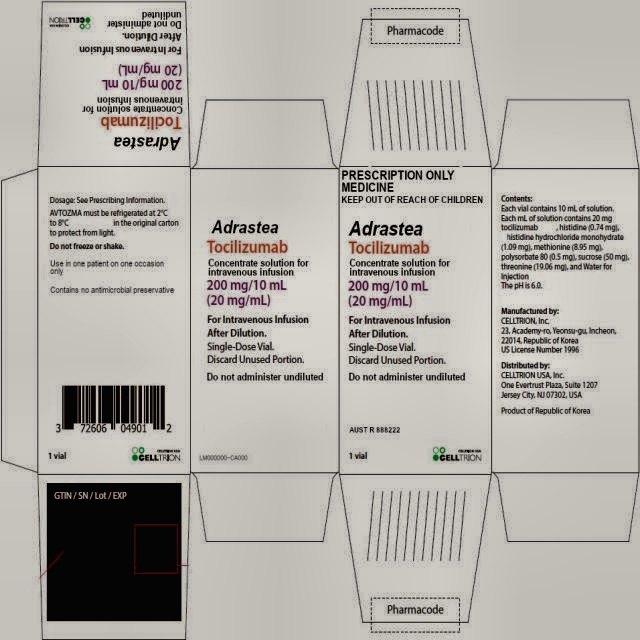 Pharmacode
CELLTRION USA
CELLTRION
Adrastea
Tocilizumab
Concentrate solution for
intravenous infusion
200 mg/10 mL
(20 mg/mL)
For Intravenous Infusion
After Dilution.
Do not administer
undiluted
Dosage: See Prescribing Information.
AVTOZMA must be refrigerated at 2°C
to 8°C in the original carton
to protect from light.
Do not freeze or shake.
Use in one patient on one occasion
only
Contains no antimicrobial preservative
3 72606 04901 2
1 vial
CELLTRION USA
CELLTRION
GTIN / SN / Lot / EXP
Adrastea
Tocilizumab
Concentrate solution for
intravenous infusion
200 mg/10 mL
(20 mg/mL)
For Intravenous Infusion
After Dilution.
Single-Dose Vial.
Discard Unused Portion.
Do not administer undiluted
LM000000-CA000
PRESCRIPTION ONLY
MEDICINE
KEEP OUT OF REACH OF CHILDREN
Adrastea
Tocilizumab
Concentrate solution for
intravenous infusion
200 mg/10 mL
(20 mg/mL)
For Intravenous Infusion
After Dilution.
Single-Dose Vial.
Discard Unused Portion.
Do not administer undiluted
AUST R 888222
1 vial
CELLTRION USA
CELLTRION
Contents:
Each vial contains 10 mL of solution.
Each mL of solution contains 20 mg
tocilizumab , histidine (0.74 mg),
histidine hydrochloride monohydrate
(1.09 mg), methionine (8.95 mg),
polysorbate 80 (0.5 mg), sucrose (50 mg),
threonine (19.06 mg), and Water for
Injection
The pH is 6.0.
Manufactured by:
CELLTRION, Inc.
23, Academy-ro, Yeonsu-gu, Incheon,
22014, Republic of Korea
US License Number 1996
Distributed by:
CELLTRION USA, Inc.
One Evertrust Plaza, Suite 1207
Jersey City, NJ 07302, USA
Product of Republic of Korea
Pharmacode